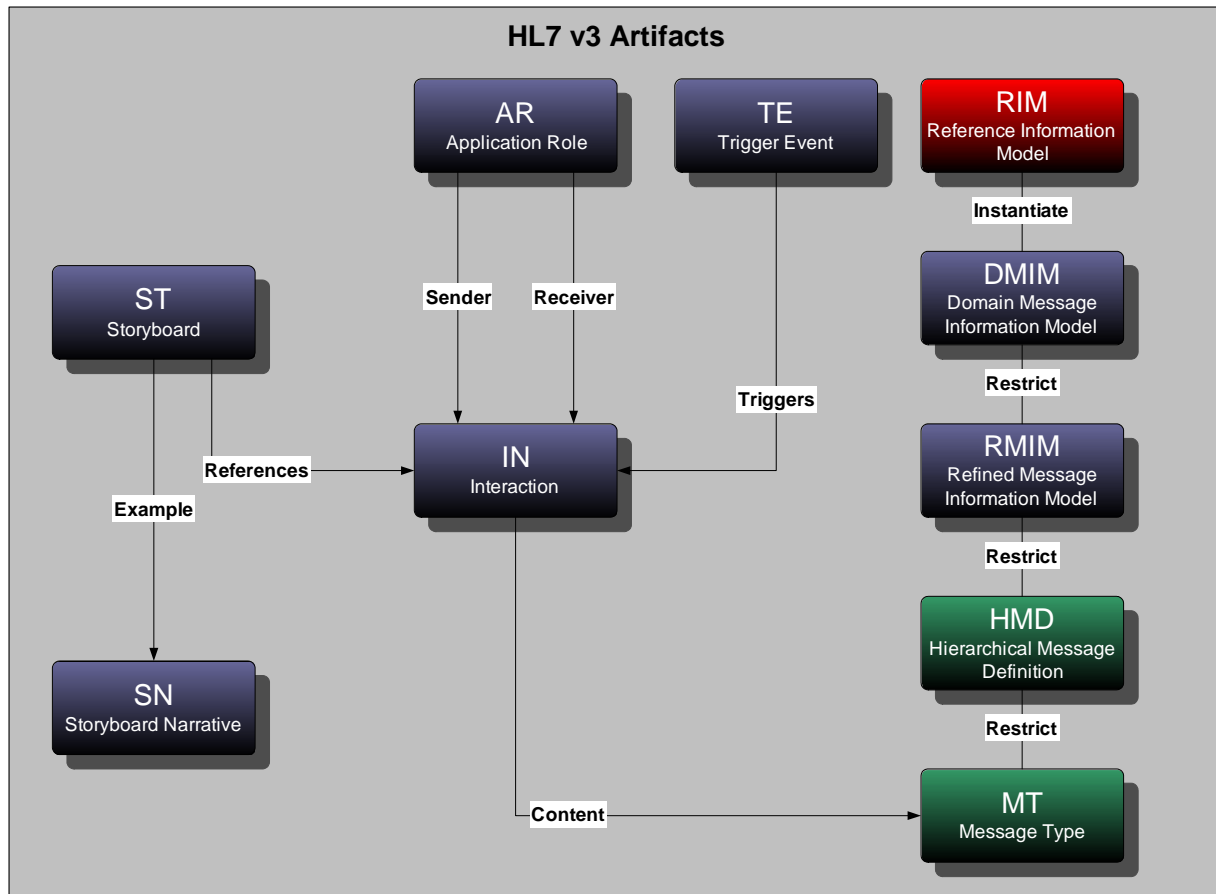 HL7 v3 Artifacts
AR
Application Role
TE
Trigger Event
RIM
Reference Information
Model
Instantiate
ST
Storyboard
Sender
Receiver
DMIM
Domain Message
Information Model
Restrict
Triggers
References
IN
Interaction
RMIM
Refined Message
Information Model
Example
Restrict
HMD
Hierarchical Message
Definition
SN
Storyboard Narrative
Restrict
Content
MT
Message Type